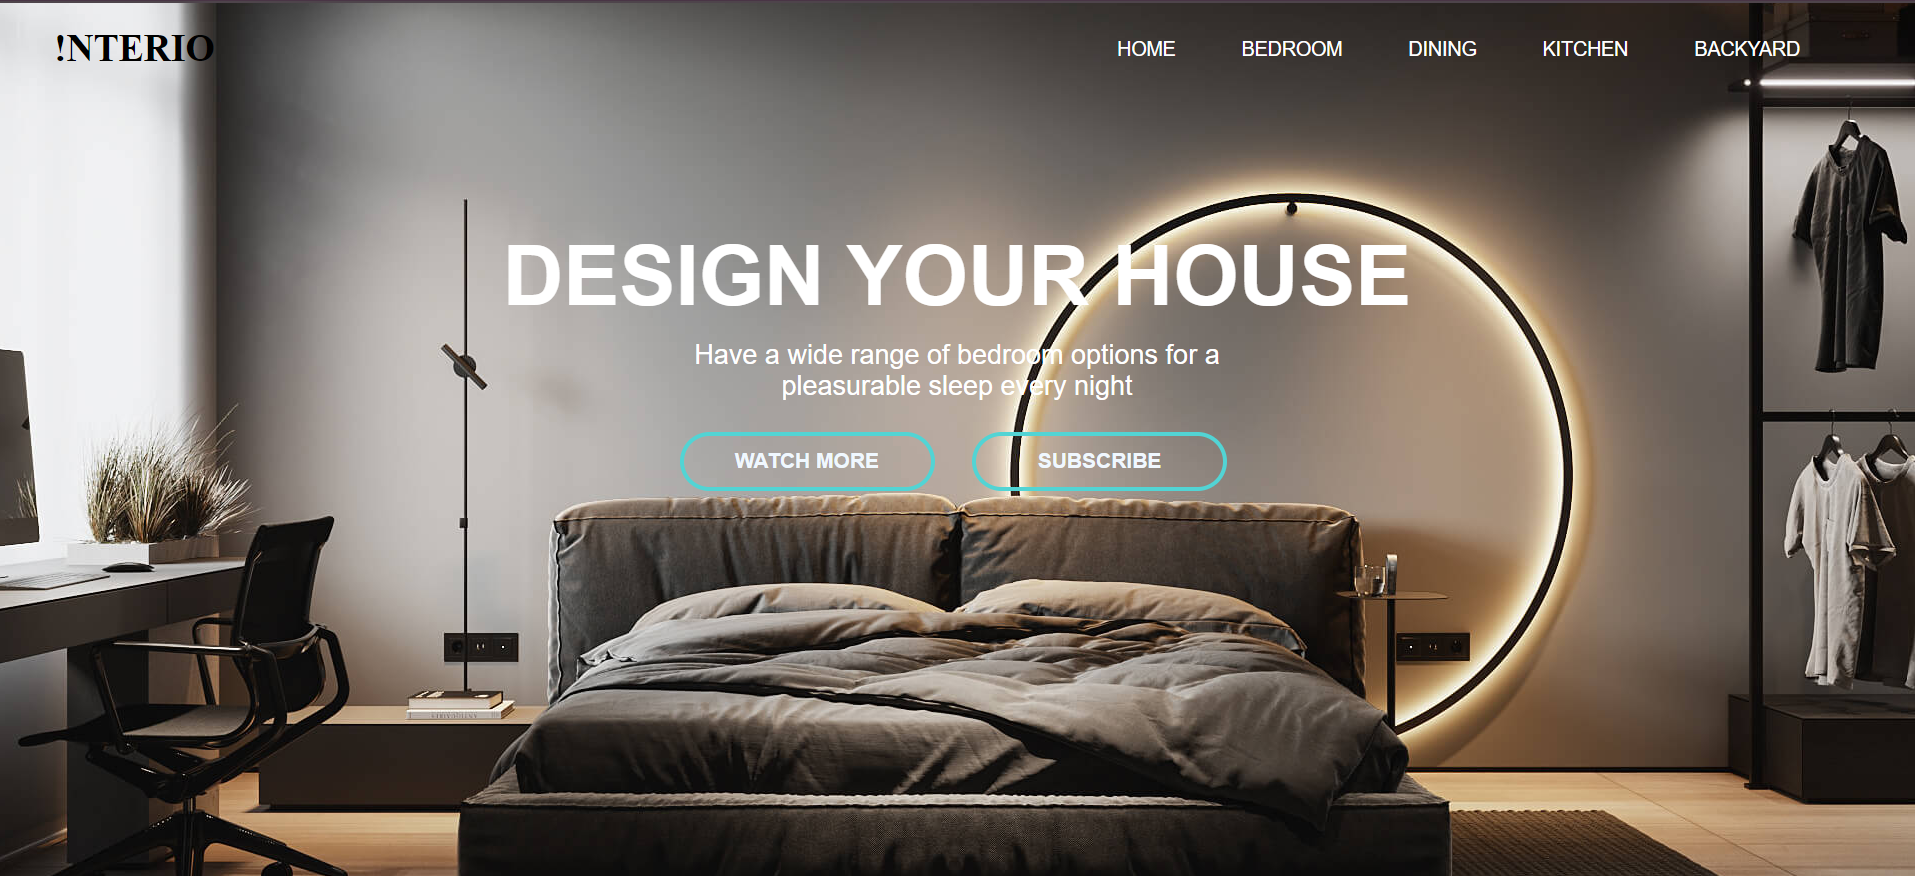 !NTERIO
HOME BEDROOM DINING KITCHEN BACKYARD
DESIGN YOUR HOUSE
Have a wide range of bedroom options for a
pleasurable sleep every night
WATCH MORE SUBSCRIBE